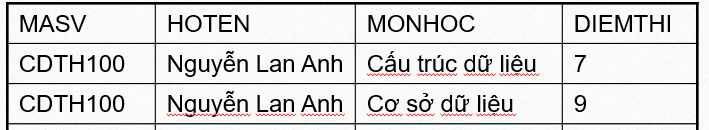 MASV HOTEN MONHOC DIEMTHI
CDTH100 Nguyễn Lan Anh Cấu trúc dữ liệu 7
CDTH100 Nguyễn Lan Anh Cơ sở dữ liệu 9